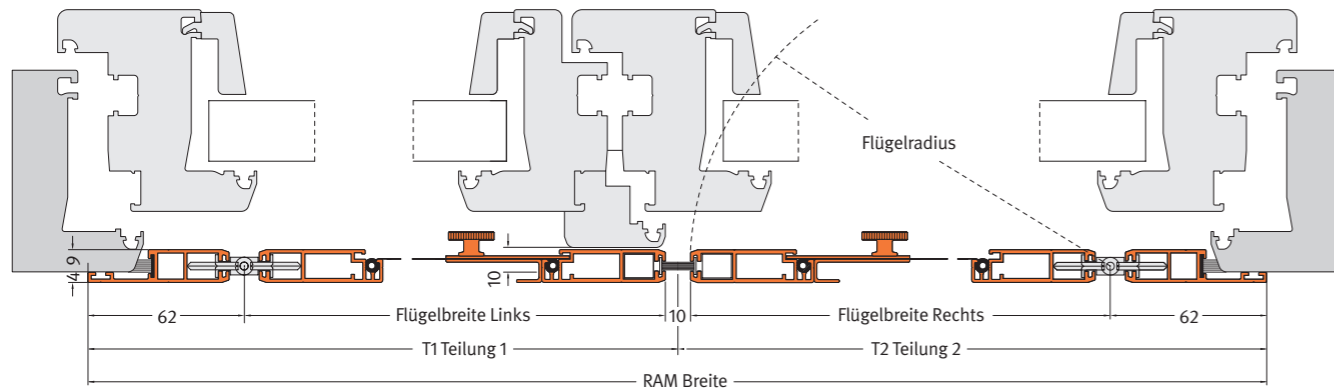 Flügelradius
9
4
10
62
Flügelbreite Links
10
Flügelbreite Rechts
62
T1 Teilung 1
T2 Teilung 2
RAM Breite